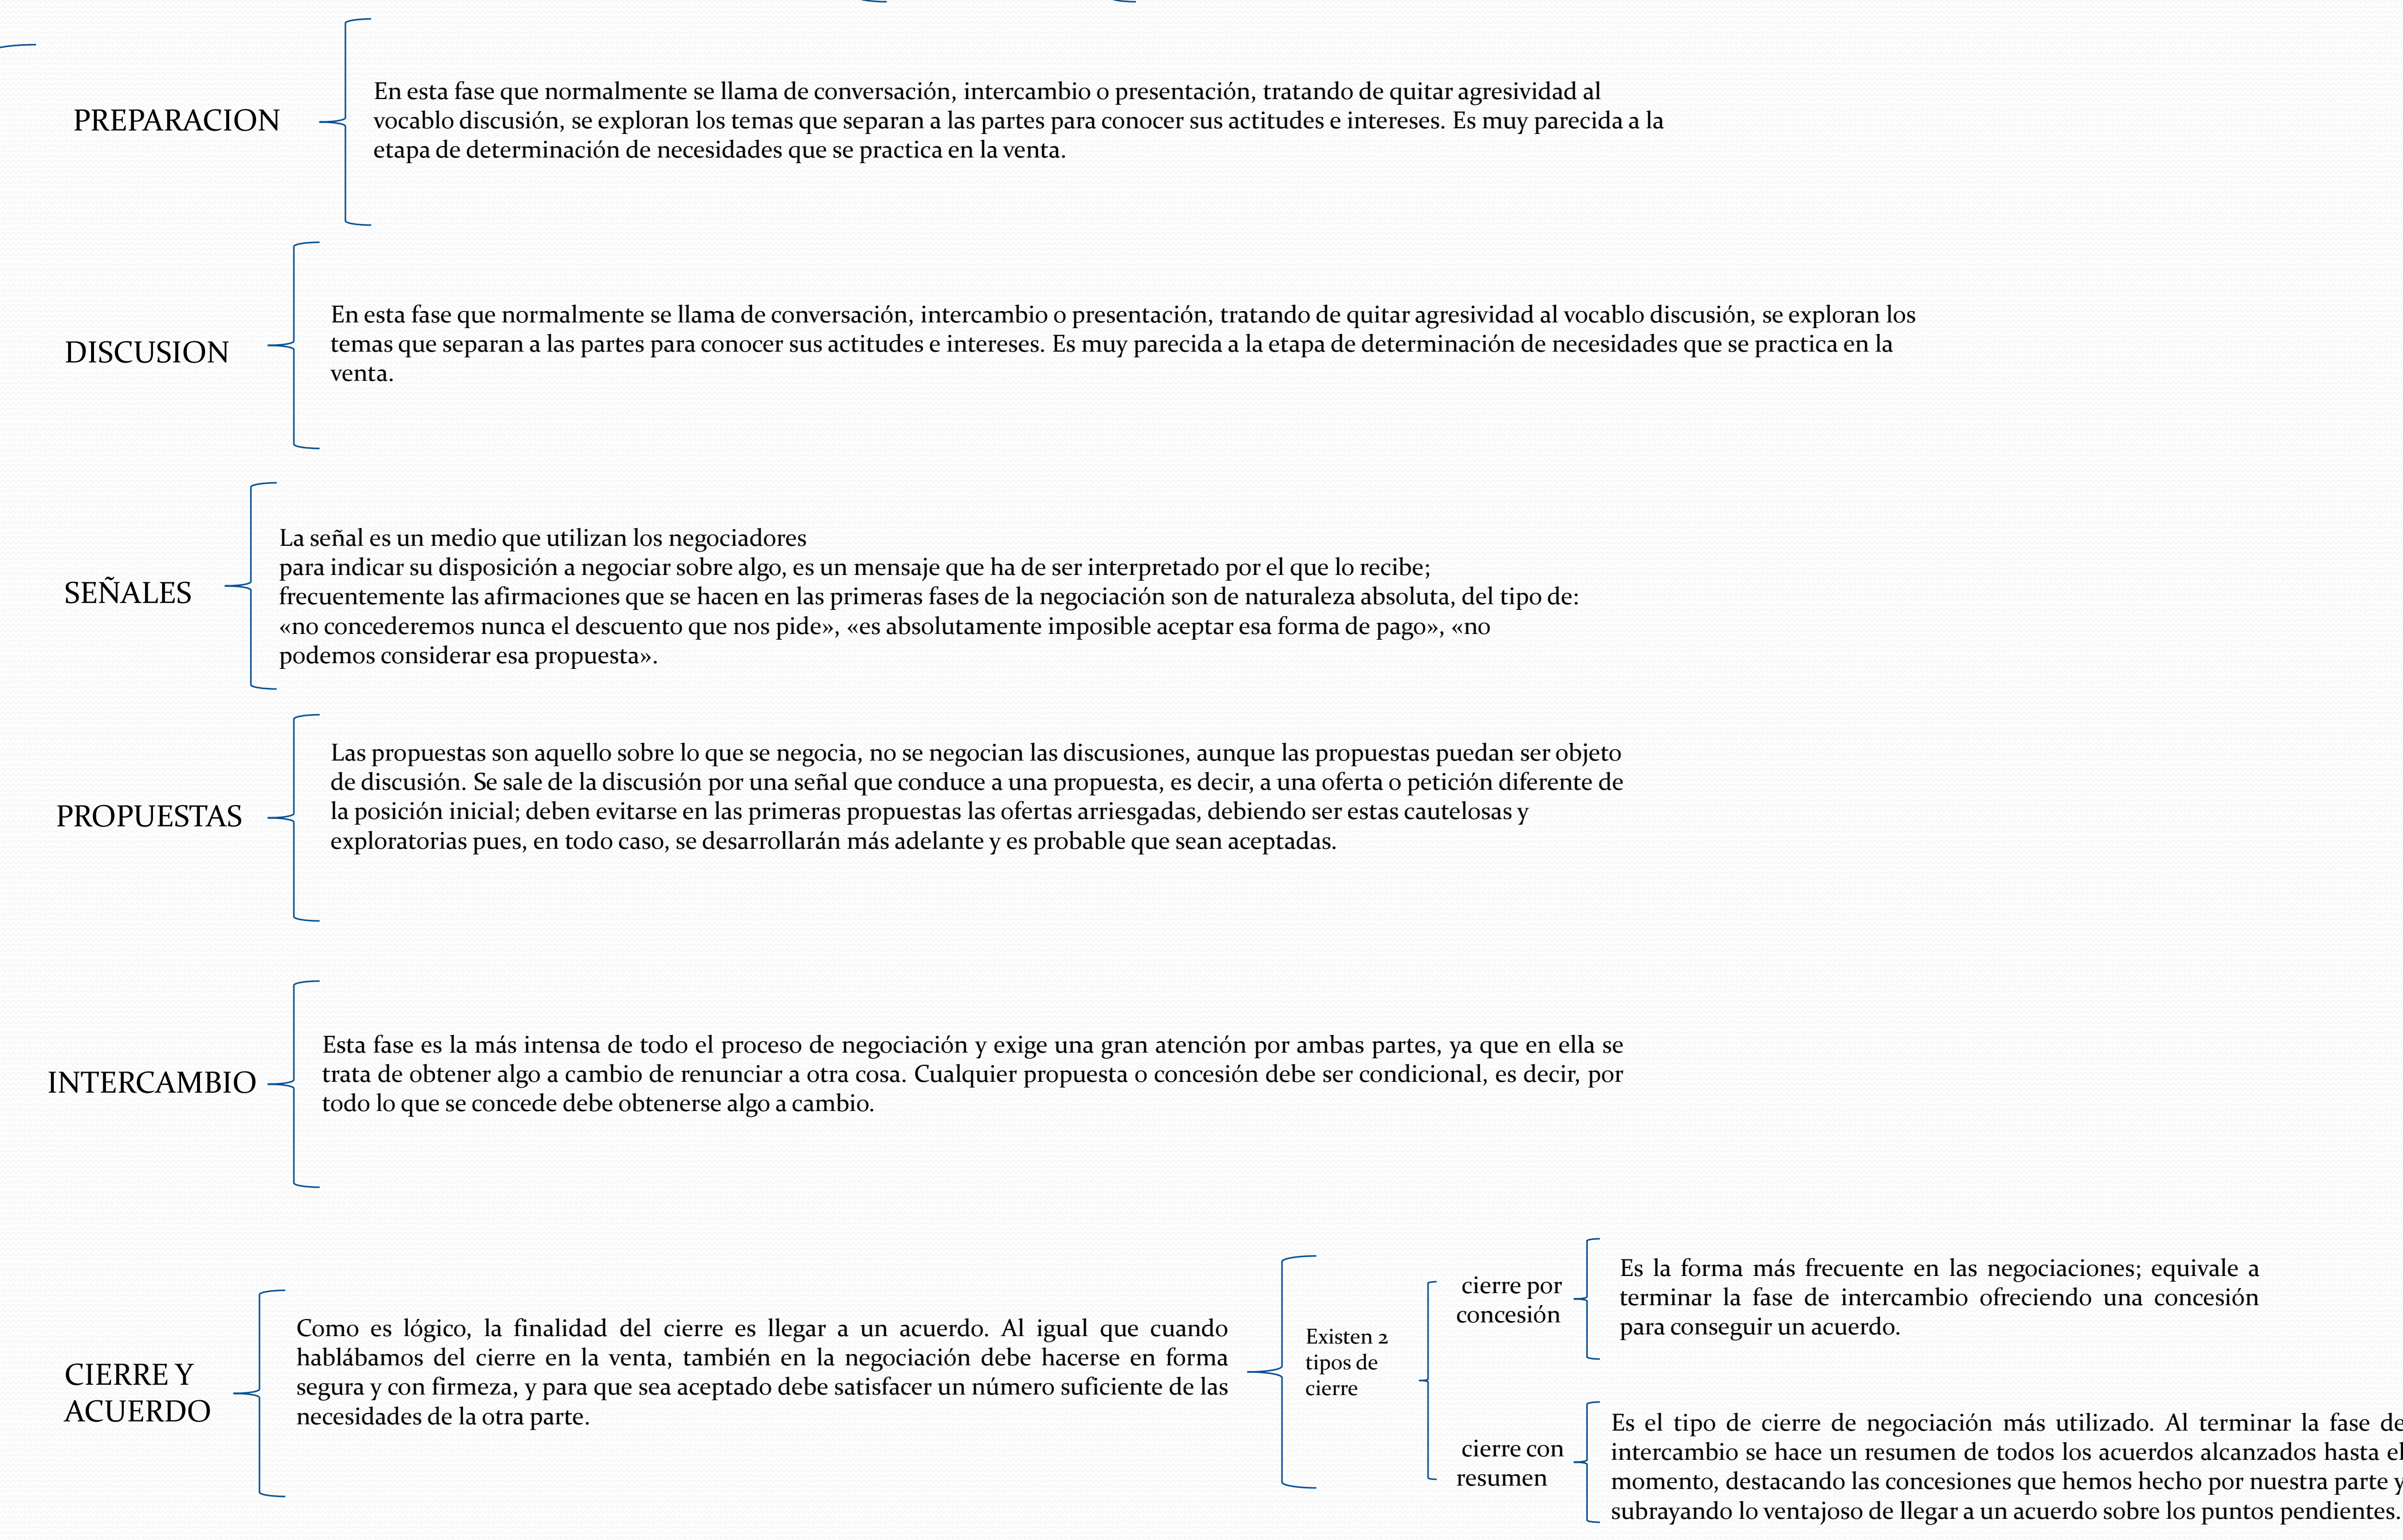 PREPARACION
En esta fase que normalmente se llama de conversación, intercambio o presentación, tratando de quitar agresividad al
vocablo discusión, se exploran los temas que separan a las partes para conocer sus actitudes e intereses. Es muy parecida a la
etapa de determinación de necesidades que se practica en la venta.
DISCUSION
En esta fase que normalmente se llama de conversación, intercambio o presentación, tratando de quitar agresividad al vocablo discusión, se exploran los
temas que separan a las partes para conocer sus actitudes e intereses. Es muy parecida a la etapa de determinación de necesidades que se practica en la
venta.
SEÑALES
La señal es un medio que utilizan los negociadores
para indicar su disposición a negociar sobre algo, es un mensaje que ha de ser interpretado por el que lo recibe;
frecuentemente las afirmaciones que se hacen en las primeras fases de la negociación son de naturaleza absoluta, del tipo de:
«no concederemos nunca el descuento que nos pide», «es absolutamente imposible aceptar esa forma de pago», «no
podemos considerar esa propuesta».
PROPUESTAS
Las propuestas son aquello sobre lo que se negocia, no se negocian las discusiones, aunque las propuestas puedan ser objeto
de discusión. Se sale de la discusión por una señal que conduce a una propuesta, es decir, a una oferta o petición diferente de
la posición inicial; deben evitarse en las primeras propuestas las ofertas arriesgadas, debiendo ser estas cautelosas y
exploratorias pues, en todo caso, se desarrollarán más adelante y es probable que sean aceptadas.
INTERCAMBIO
Esta fase es la más intensa de todo el proceso de negociación y exige una gran atención por ambas partes, ya que en ella se
trata de obtener algo a cambio de renunciar a otra cosa. Cualquier propuesta o concesión debe ser condicional, es decir, por
todo lo que se concede debe obtenerse algo a cambio.
CIERRE Y
ACUERDO
Como es lógico, la finalidad del cierre es llegar a un acuerdo. Al igual que cuando
hablábamos del cierre en la venta, también en la negociación debe hacerse en forma
segura y con firmeza, y para que sea aceptado debe satisfacer un número suficiente de las
necesidades de la otra parte.
Existen 2
tipos de
cierre
cierre por
concesión
Es la forma más frecuente en las negociaciones; equivale a
terminar la fase de intercambio ofreciendo una concesión
para conseguir un acuerdo.
cierre con
resumen
Es el tipo de cierre de negociación más utilizado. Al terminar la fase de
intercambio se hace un resumen de todos los acuerdos alcanzados hasta el
momento, destacando las concesiones que hemos hecho por nuestra parte y
subrayando lo ventajoso de llegar a un acuerdo sobre los puntos pendientes.